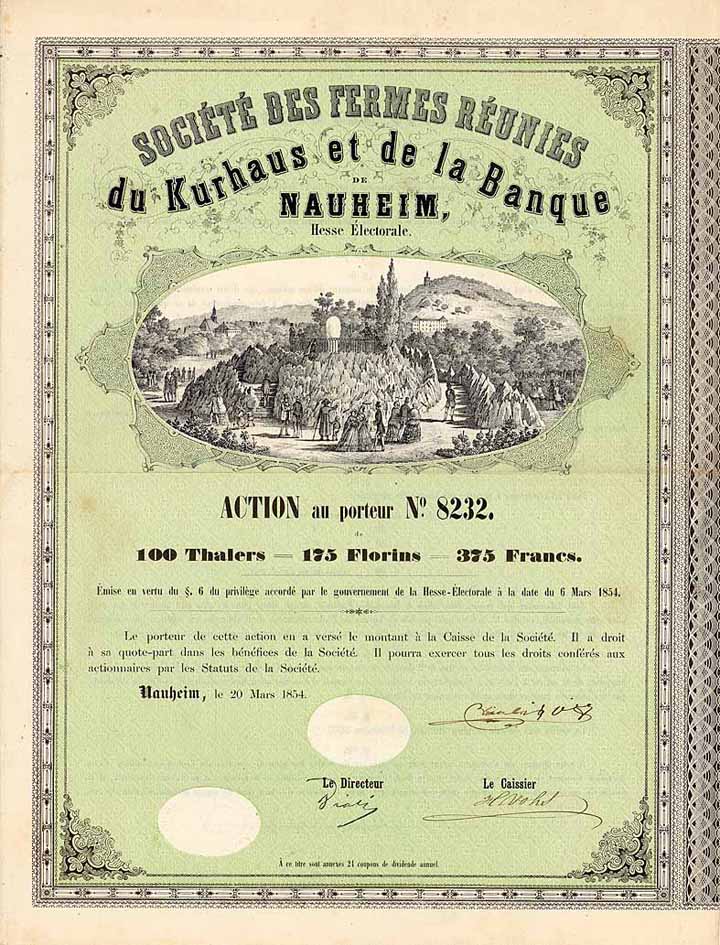 SOCIÉTÉ DES FERMES RÉUNIES
du Kurhaus et de la Banque
DE
NAUHEIM,
Hesse Électorale.
ACTION au porteur Nº 8232.
de
100 Thalers — 175 Florins — 375 Francs.
Émise en vertu du §. 6 du privilège accordé par le gouvernement de la Hesse-Électorale à la date du 6 Mars 1854.
Le porteur de cette action en a versé le montant à la Caisse de la Société. Il a droit
à sa quote-part dans les bénéfices de la Société. Il pourra exercer tous les droits conférés aux
actionnaires par les Statuts de la Société.
Nauheim, le 20 Mars 1854.
Le Directeur
Le Caissier
À ce titre sont annexés 24 coupons de dividende annuel.